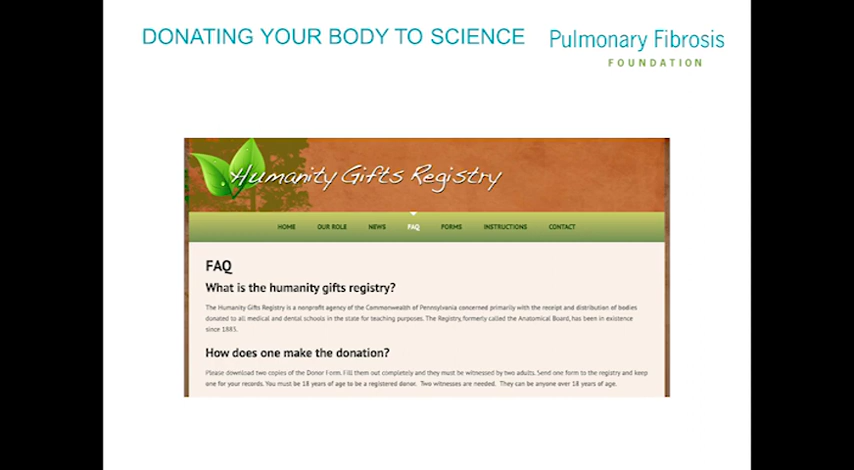 DONATING YOUR BODY TO SCIENCE
Pulmonary Fibrosis
FOUNDATION
Humanity Gifts Registry
HOME OUR ROLE NEWS FAQ FORMS INSTRUCTIONS CONTACT
FAQ
What is the humanity gifts registry?
The Humanity Gifts Registry is a nonprofit agency of the Commonwealth of Pennsylvania concerned primarily with the receipt and distribution of bodies
donated to all medical and dental schools in the state for teaching purposes. The Registry, formerly called the Anatomical Board, has been in existence
since 1883.
How does one make the donation?
Please download two copies of the Donor Form. Fill them out completely and they must be witnessed by two adults. Send one form to the registry and keep
one for your records. You must be 18 years of age to be a registered donor. Two witnesses are needed. They can be anyone over 18 years of age.